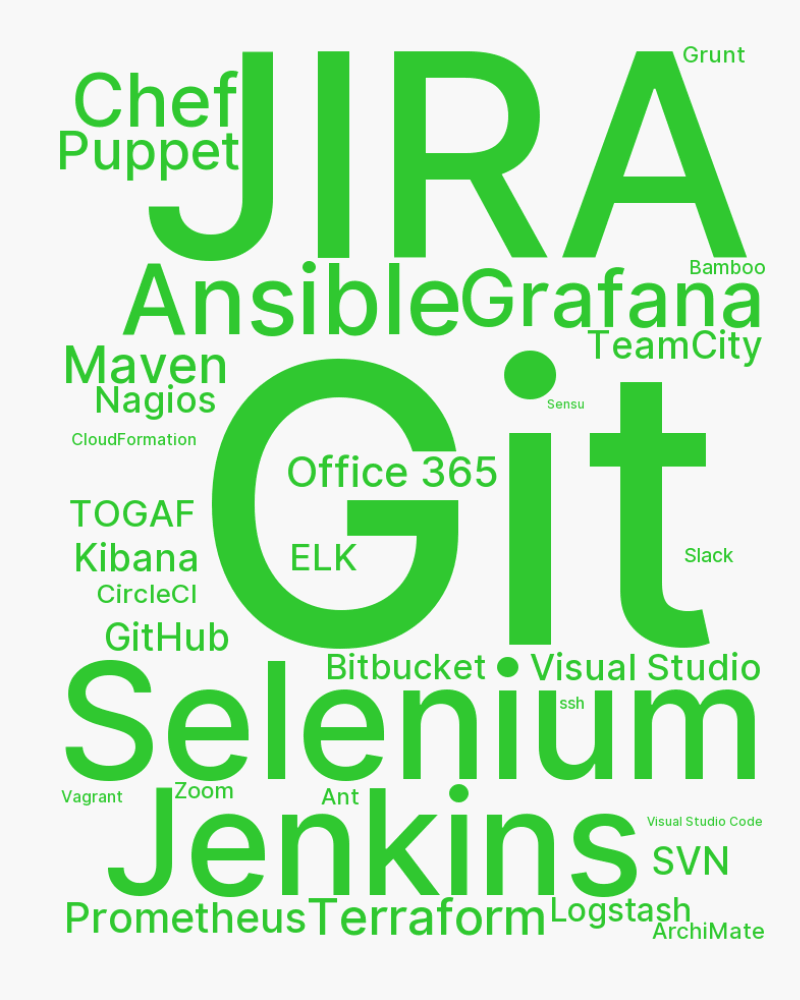 JIRA
Grunt
Chef
Puppet
Bamboo
Ansible
Grafana
TeamCity
Maven
Nagios
Git
Sensu
CloudFormation
Office 365
TOGAF
Kibana
ELK
Slack
CircleCI
GitHub
Bitbucket
Visual Studio
Selenium
ssh
Vagrant
Zoom
Ant
Jenkins
Visual Studio Code
SVN
Prometheus
Terraform
Logstash
ArchiMate